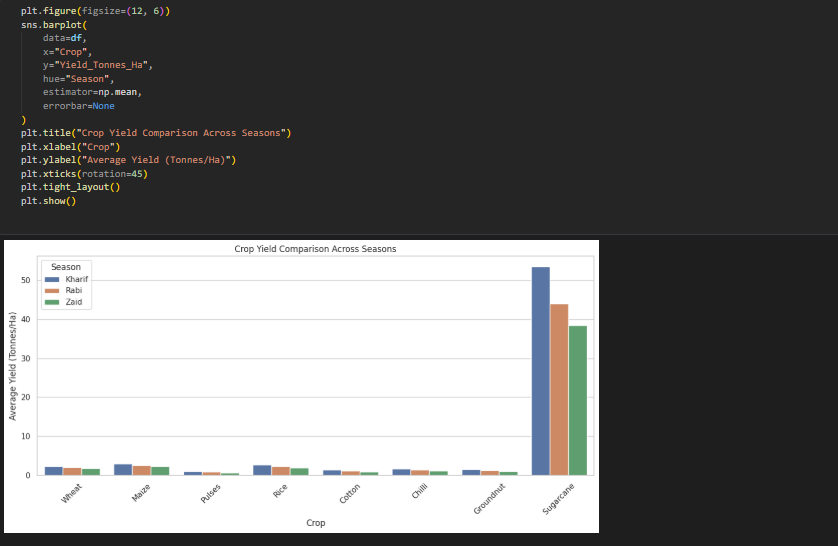 plt.figure(figsize=(12, 6))
sns.barplot(
    data=df,
    x="Crop",
    y="Yield_Tonnes_Ha",
    hue="Season",
    estimator=np.mean,
    errorbar=None
)
plt.title("Crop Yield Comparison Across Seasons")
plt.xlabel("Crop")
plt.ylabel("Average Yield (Tonnes/Ha)")
plt.xticks(rotation=45)
plt.tight_layout()
plt.show()
Crop Yield Comparison Across Seasons
Season
Kharif
Rabi
Zaid
Average Yield (Tonnes/Ha)
50
40
30
20
10
0
Wheat
Maize
Pulses
Rice
Cotton
Chilli
Groundnut
Sugarcane
Crop